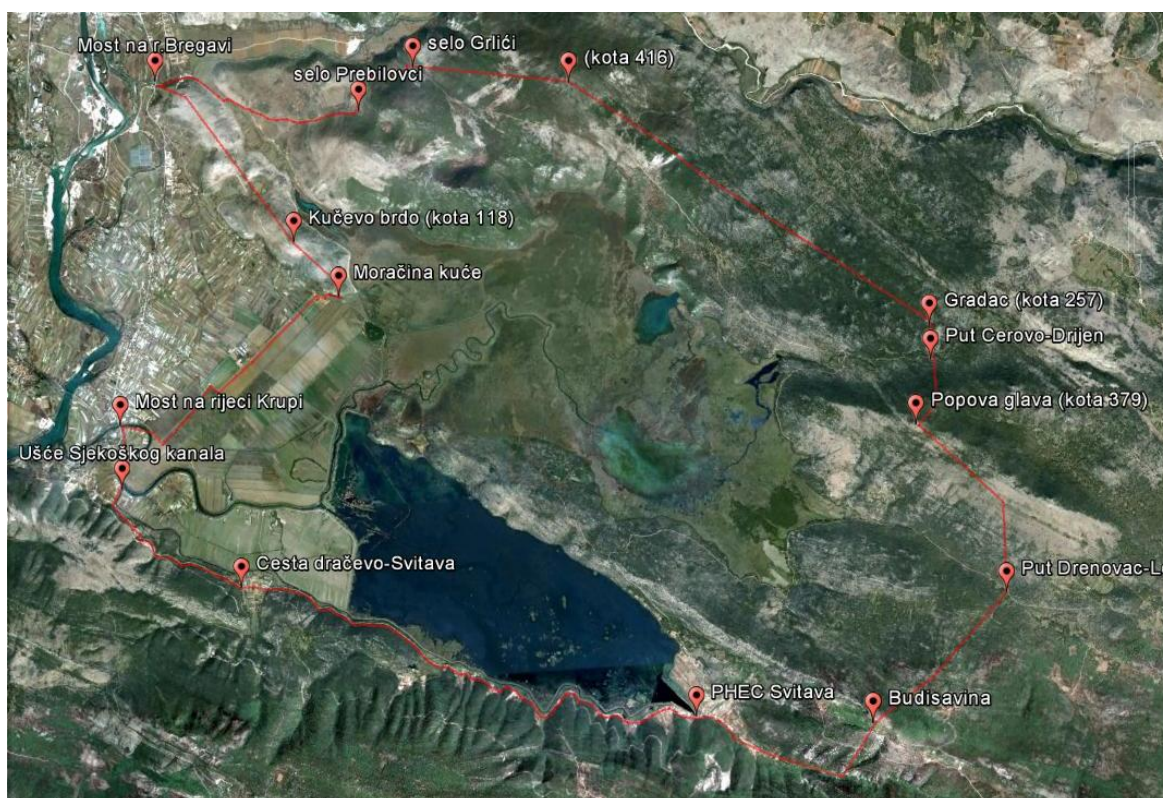 selo Grlići
Most na r.Bregavi
(kota 416)
selo Prebilovci
Kučevo brdo (kota 118)
Moračina kuće
Gradac (kota 257)
Put Cerovo-Drijen
Most na rijeci Krupi
Popova glava (kota 379)
Ušće Sjekoškog kanala
Cesta dračevo-Svitava
Put Drenovac-L
PHEC Svitava
Budisavina